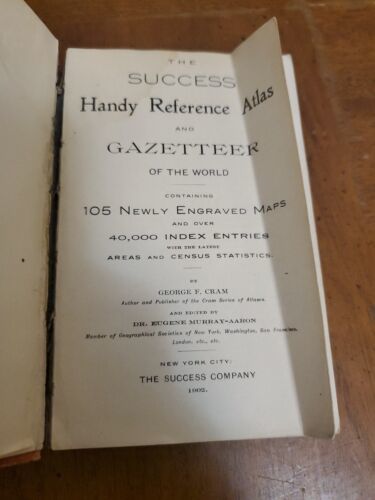 THE
SUCCESS
Handy Reference Atlas
AND
GAZETTEER
OF THE WORLD
CONTAINING
105 NEWLY ENGRAVED MAPS
AND OVER
40,000 INDEX ENTRIES
WITH THE LATEST
AREAS AND CENSUS STATISTICS.
BY
GEORGE F. CRAM
Author and Publisher of the Cram Series of Atlases.
AND EDITED BY
DR. EUGENE MURRAY-AARON
Member of Geographical Societies of New York, Washington, San Francisco,
London, etc., etc.
NEW YORK CITY:
THE SUCCESS COMPANY
1902.